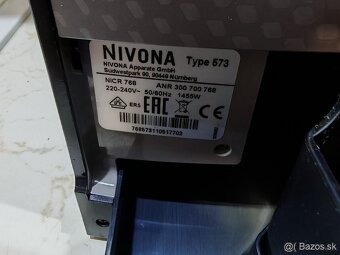 NIVONA Type 573
NIVONA Apparate GmbH
Südwestpark 90, 90449 Nürnberg
NICR 768 ANR 300 700 768
220-240V~ 50/60Hz 1455W
EAC
© Bazos.sk